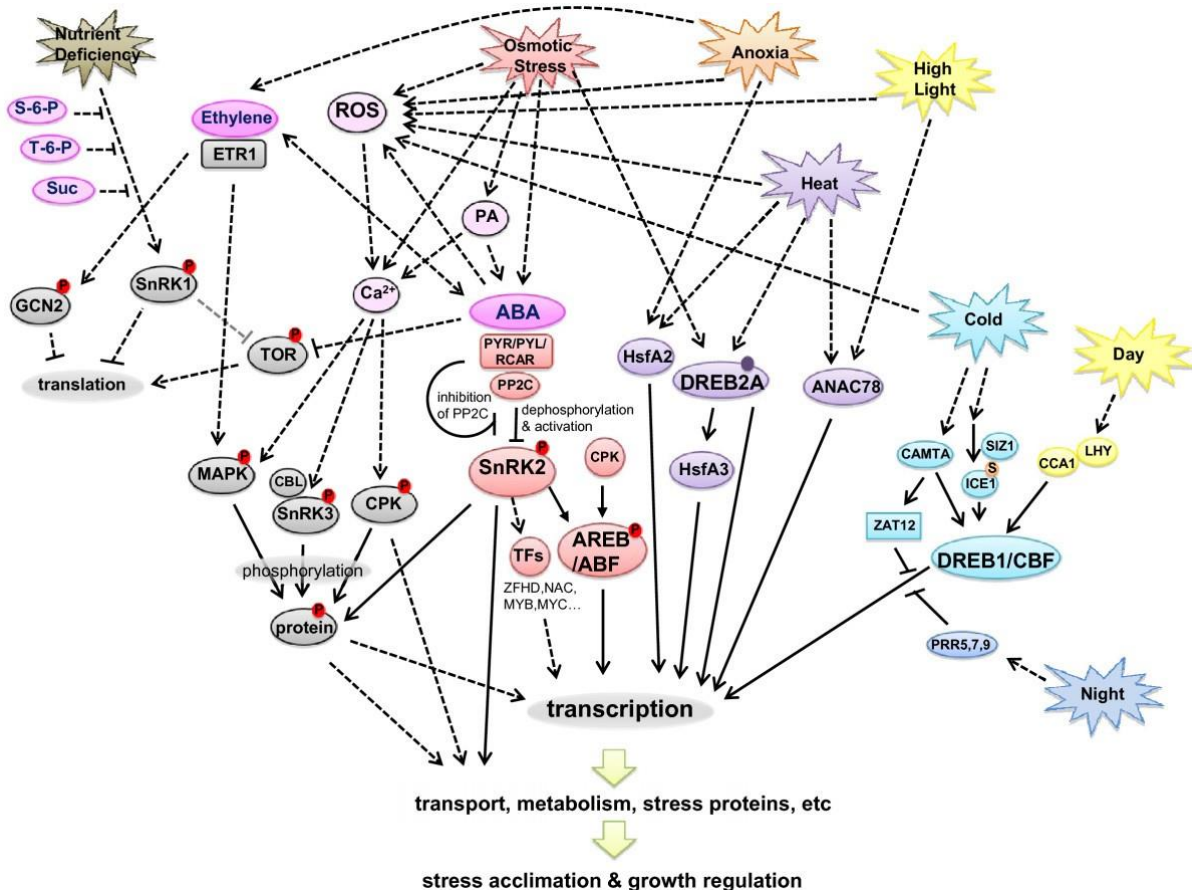 Nutrient
Deficiency
Osmotic
Stress
Anoxia
High
Light
S-6-P
T-6-P
Suc
Ethylene
ETR1
ROS
Heat
PA
GCN2
P
SnRK1
P
Ca2+
ABA
Cold
TOR
P
PYR/PYL/
RCAR
PP2C
HsfA2
DREB2A
ANAC78
Day
translation
inhibition
of PP2C
dephosphorylation
& activation
MAPK
P
CBL
SnRK3
P
CPK
P
SnRK2
P
CPK
HsfA3
CAMTA
SIZ1
ICE1
S
CCA1
LHY
ZAT12
TFs
AREB
/ABF
P
DREB1/CBF
phosphorylation
ZFHD,NAC,
MYB,MYC...
protein
P
PRR5,7,9
Night
transcription
transport, metabolism, stress proteins, etc
stress acclimation & growth regulation